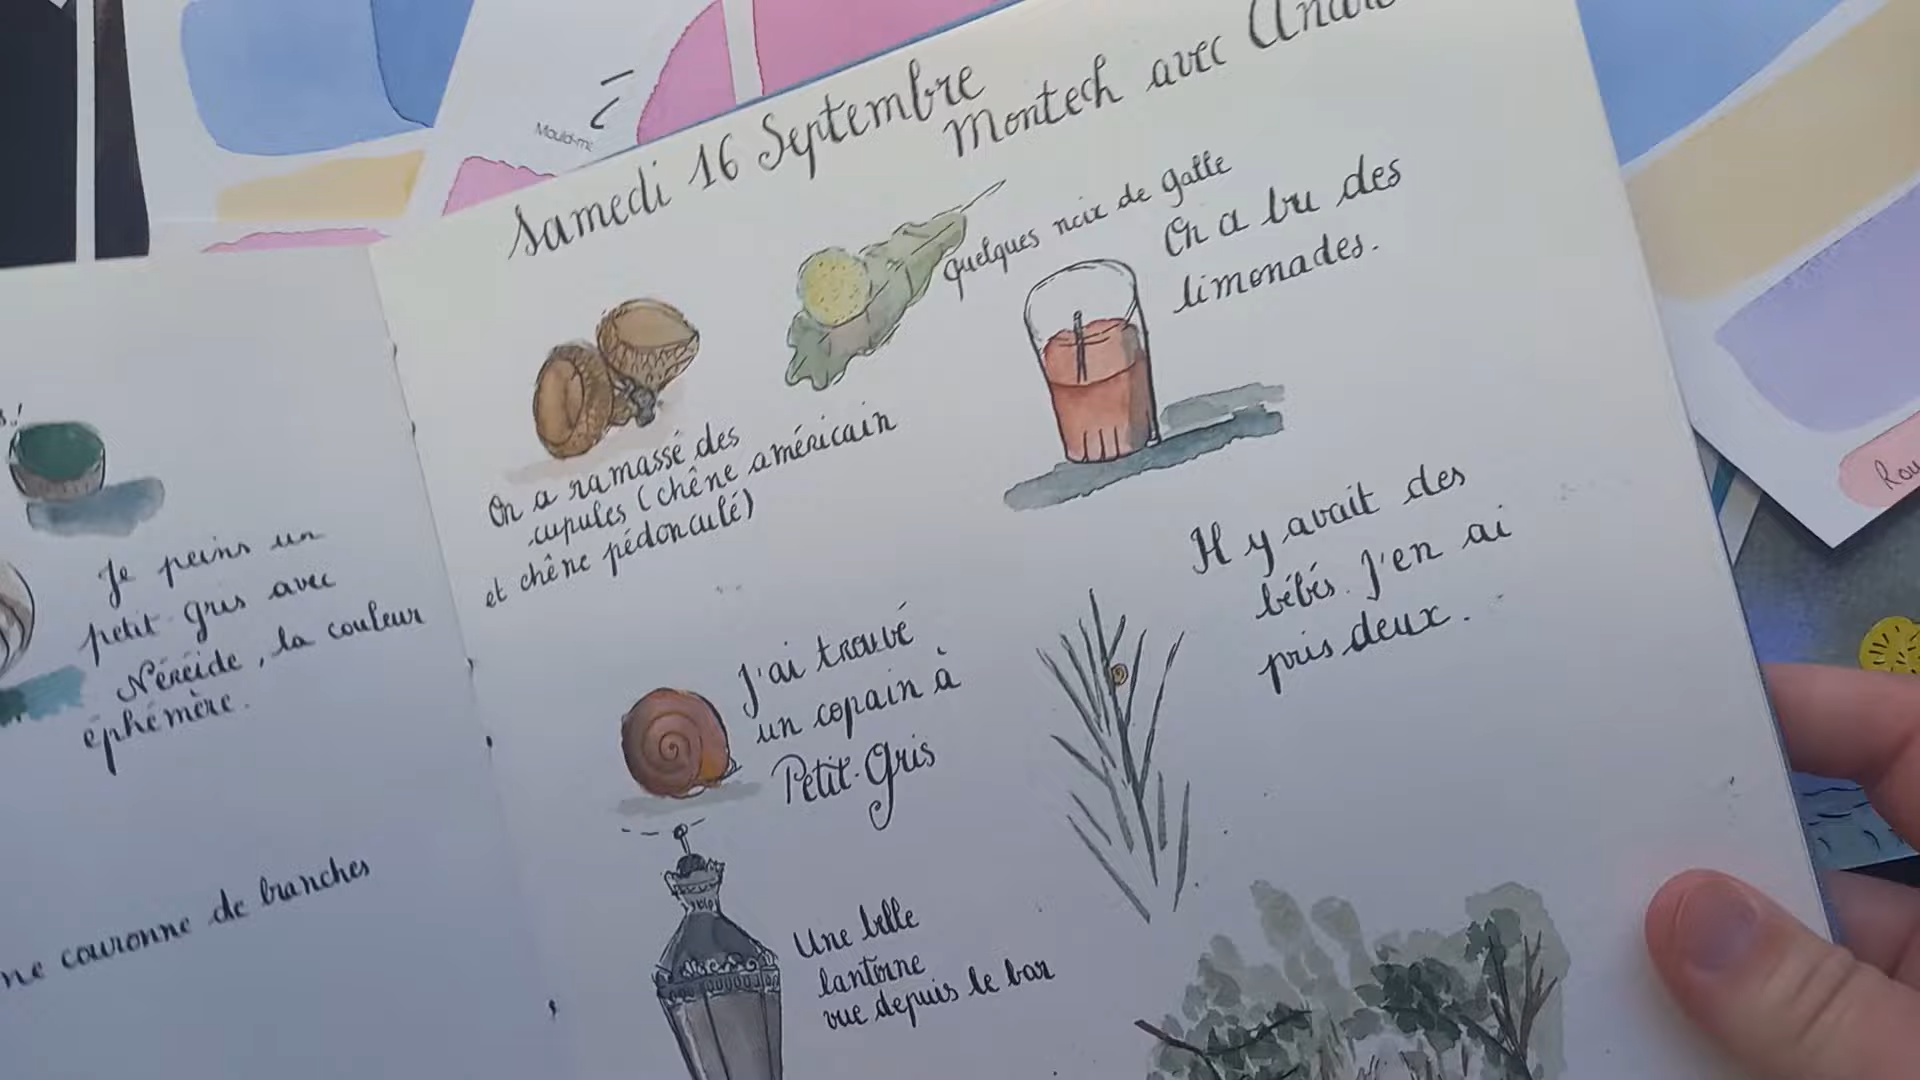 Samedi 16 Septembre
Montech avec
quelques noix de galle
On a bu des
limonades.
On a ramassé des
cupules (chêne américain
et chêne pédonculé)
Il y avait des
bébés. J'en ai
pris deux.
J'ai trouvé
un copain à
Petit-Gris
Une belle
lanterne
vue depuis le bar
Je peins un
petit gris avec
Néréide, la couleur
éphémère.
couronne de branches
Mould-m
Rou